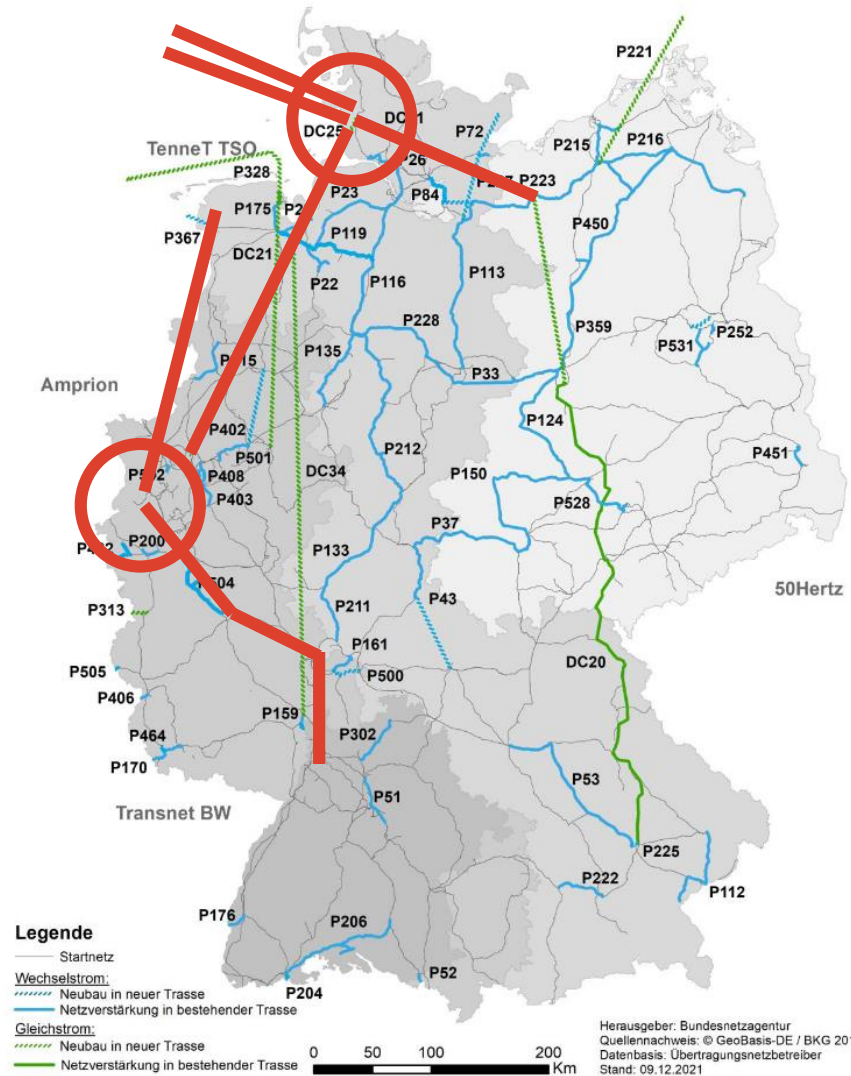 P221
DC25
P72
P215
P216
TenneT TSO
P328
P23
P84
P223
P175
P450
P119
P367
DC21
P22
P113
P116
P228
P359
P135
P531
P252
P33
Amprion
P402
P124
P501
P212
P451
P408
DC34
P150
P403
P528
P37
P200
P133
50Hertz
P313
P211
P43
P161
DC20
P505
P500
P406
P159
P464
P302
P170
P53
P51
Transnet BW
P225
P222
P112
P176
P206
P52
P204
Legende
Startnetz
Wechselstrom:
Neubau in neuer Trasse
Netzverstärkung in bestehender Trasse
Gleichstrom:
Neubau in neuer Trasse
Netzverstärkung in bestehender Trasse
0 50 100 200
Km
Herausgeber: Bundesnetzagentur
Quellennachweis: © GeoBasis-DE / BKG 201
Datenbasis: Übertragungsnetzbetreiber
Stand: 09.12.2021